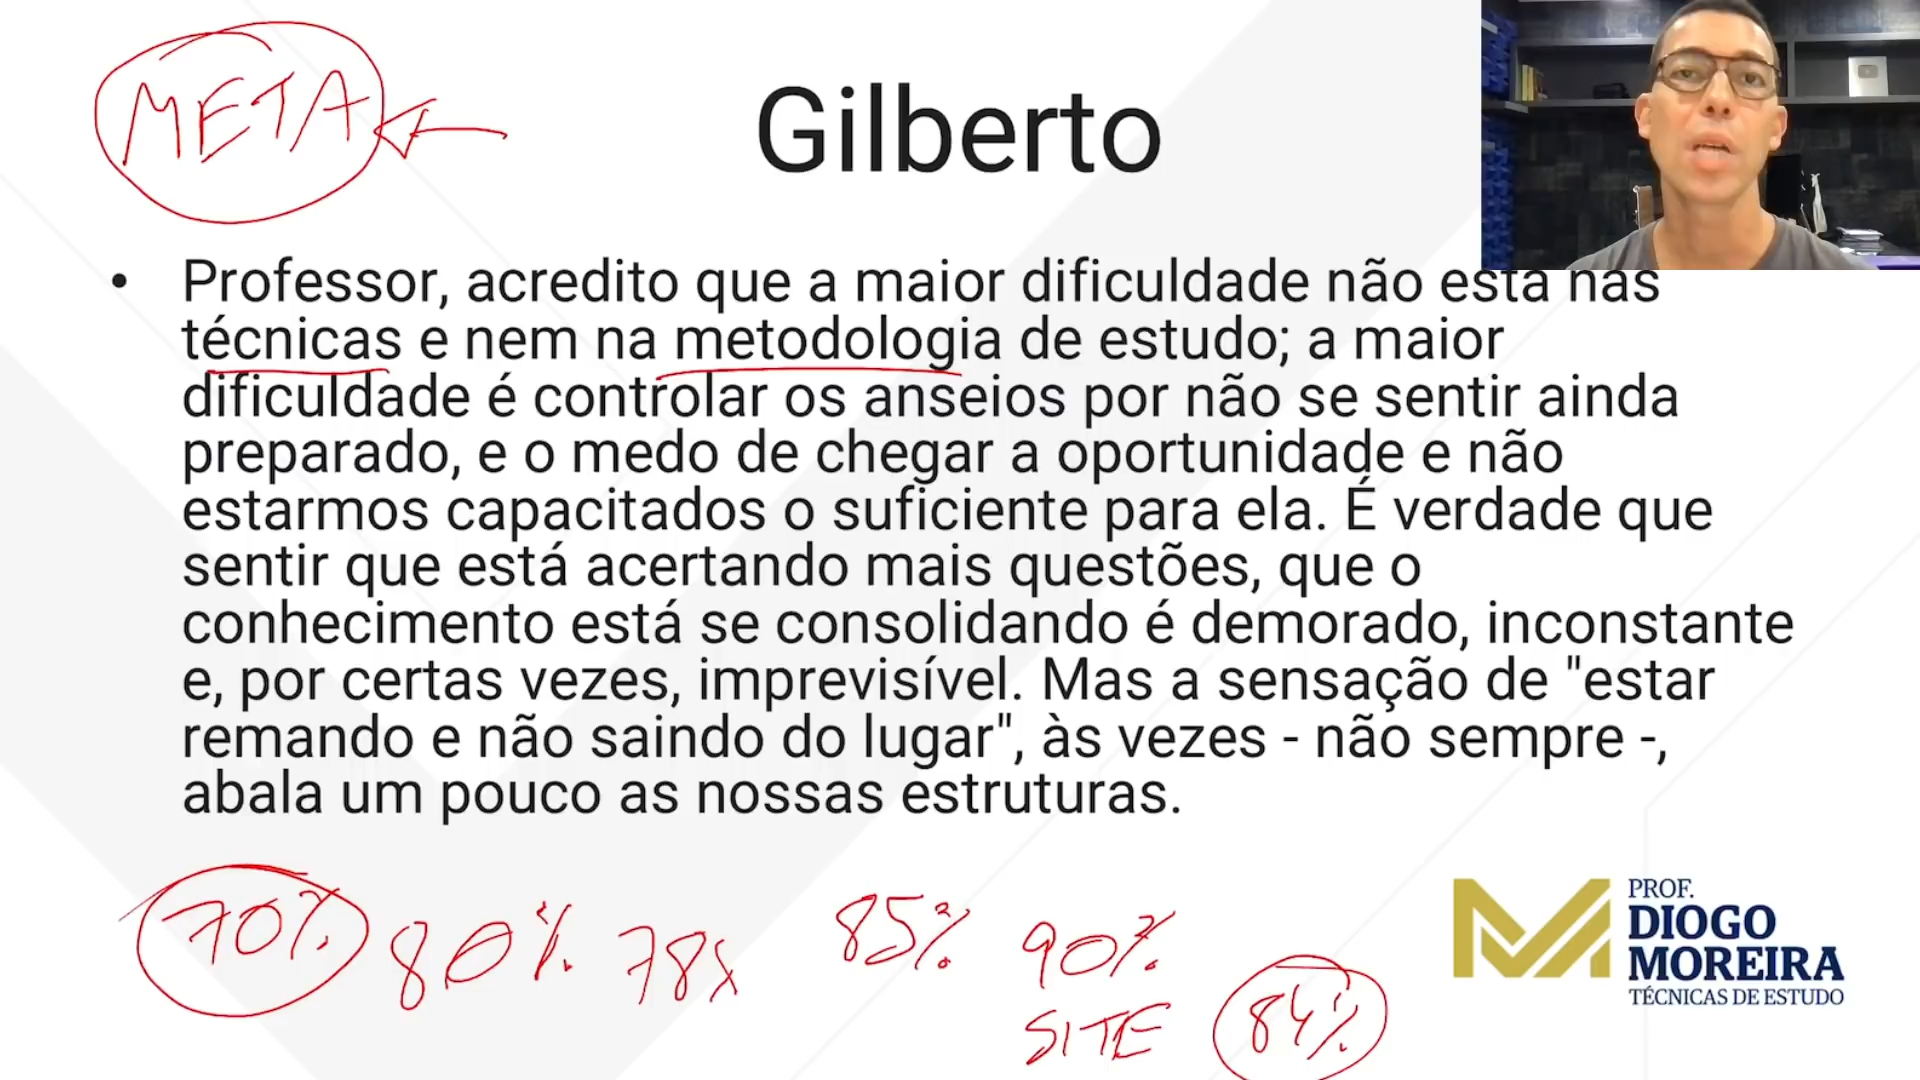 META
Gilberto
• Professor, acredito que a maior dificuldade não está nas
técnicas e nem na metodologia de estudo; a maior
dificuldade é controlar os anseios por não se sentir ainda
preparado, e o medo de chegar a oportunidade e não
estarmos capacitados o suficiente para ela. É verdade que
sentir que está acertando mais questões, que o
conhecimento está se consolidando é demorado, inconstante
e, por certas vezes, imprevisível. Mas a sensação de "estar
remando e não saindo do lugar", às vezes - não sempre -,
abala um pouco as nossas estruturas.
70% 80% 78% 85% 90%
SITE 84%
PROF.
DIOGO
MOREIRA
TÉCNICAS DE ESTUDO